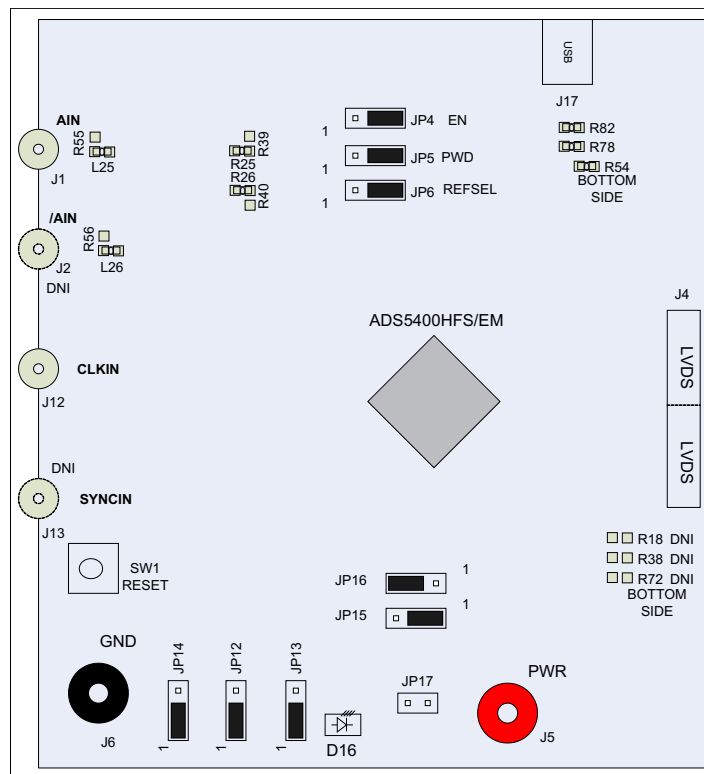 USB
J17
AIN
R55
L25
J1
R39
R25
R26
R40
1
JP4 EN
JP5 PWD
1
JP6 REFSEL
R82
R78
R54
BOTTOM
SIDE
/AIN
R56
L26
J2
DNI
J4
LVDS
LVDS
ADS5400HFS/EM
CLKIN
J12
DNI
SYNCIN
J13
SW1
RESET
R18 DNI
R38 DNI
R72 DNI
BOTTOM
SIDE
JP16
1
JP15
1
GND
J6
JP14
1
JP12
1
JP13
1
D16
JP17
PWR
J5